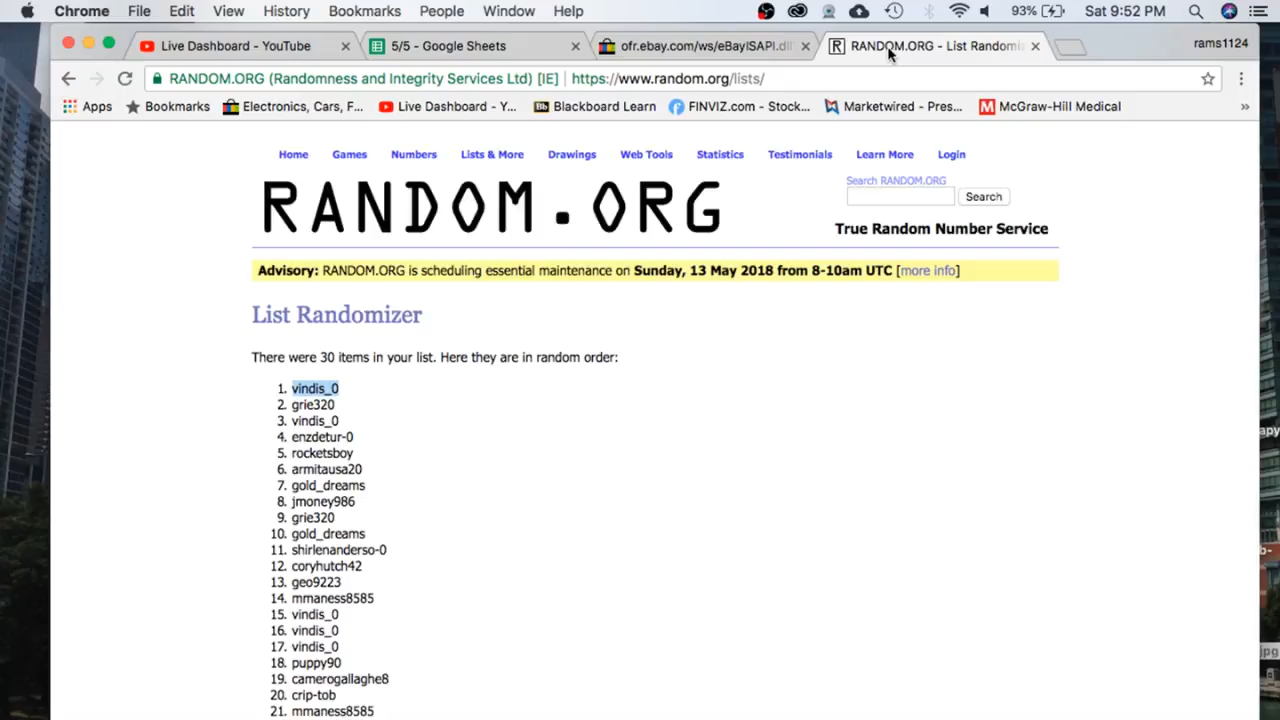 Chrome File Edit View History Bookmarks People Window Help 93% Sat 9:52 PM
Live Dashboard - YouTube 5/5 - Google Sheets ofr.ebay.com/ws/eBayISAPI.dll RANDOM.ORG - List Randomi rams1124
RANDOM.ORG (Randomness and Integrity Services Ltd) [IE] https://www.random.org/lists/
Apps Bookmarks Electronics, Cars, F... Live Dashboard - Y... Bb Blackboard Learn FINVIZ.com - Stock... Marketwired - Pres... M McGraw-Hill Medical »
Home Games Numbers Lists & More Drawings Web Tools Statistics Testimonials Learn More Login
RANDOM.ORG
Search RANDOM.ORG
Search
True Random Number Service
Advisory: RANDOM.ORG is scheduling essential maintenance on Sunday, 13 May 2018 from 8-10am UTC [more info]
List Randomizer
There were 30 items in your list. Here they are in random order:
1. vindis_0
2. grie320
3. vindis_0
4. enzdetur-0
5. rocketsboy
6. armitausa20
7. gold_dreams
8. jmoney986
9. grie320
10. gold_dreams
11. shirlenanderso-0
12. coryhutch42
13. geo9223
14. mmaness8585
15. vindis_0
16. vindis_0
17. vindis_0
18. puppy90
19. camerogallaghe8
20. crip-tob
21. mmaness8585
apy
b-
jpg